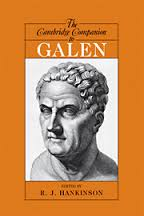 The
Cambridge Companion
to
GALEN
EDITED BY
R. J. HANKINSON